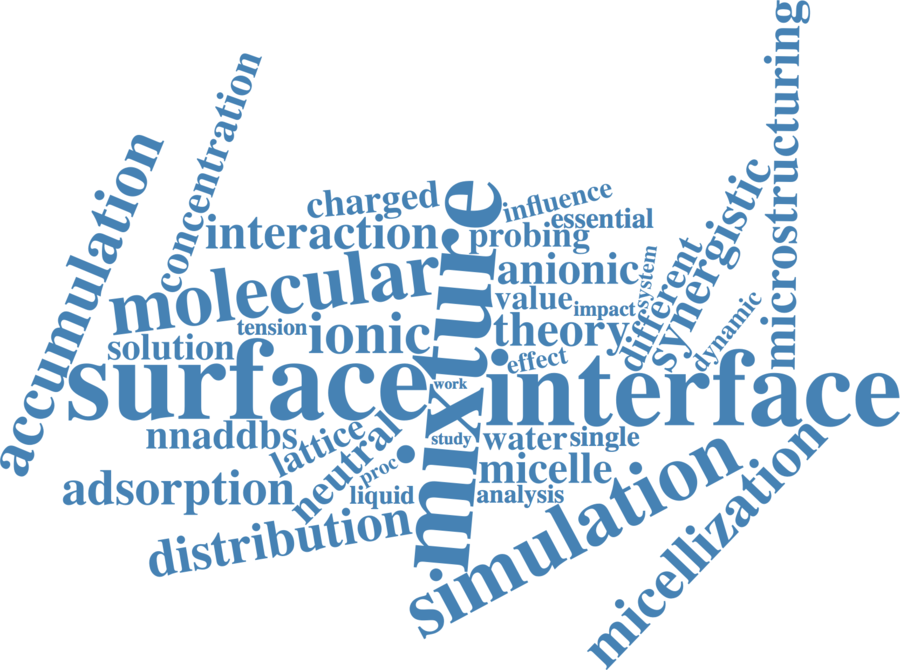 microstructuring
concentration
accumulation
synergistic
charged
mixture
influence
essential
interaction
probing
molecular
anionic
system
different
value
impact
dynamic
tension
ionic
theory
solution
effect
surface
work
interface
nnaddbs
lattice
neutral
study
water
single
proc
micelle
adsorption
liquid
analysis
simulation
micellization
distribution